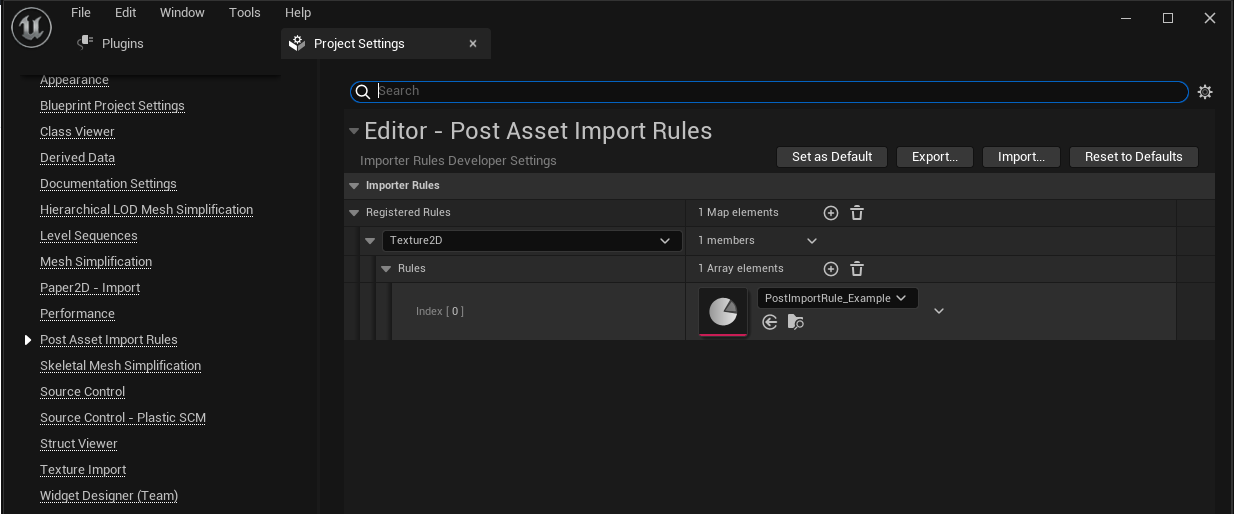 File Edit Window Tools Help
Plugins
Project Settings
Appearance
Blueprint Project Settings
Class Viewer
Derived Data
Documentation Settings
Hierarchical LOD Mesh Simplification
Level Sequences
Mesh Simplification
Paper2D - Import
Performance
Post Asset Import Rules
Skeletal Mesh Simplification
Source Control
Source Control - Plastic SCM
Struct Viewer
Texture Import
Widget Designer (Team)
Search
Editor - Post Asset Import Rules
Importer Rules Developer Settings
Set as Default
Export...
Import...
Reset to Defaults
Importer Rules
Registered Rules
1 Map elements
Texture2D
1 members
Rules
1 Array elements
Index [ 0 ]
PostImportRule_Example